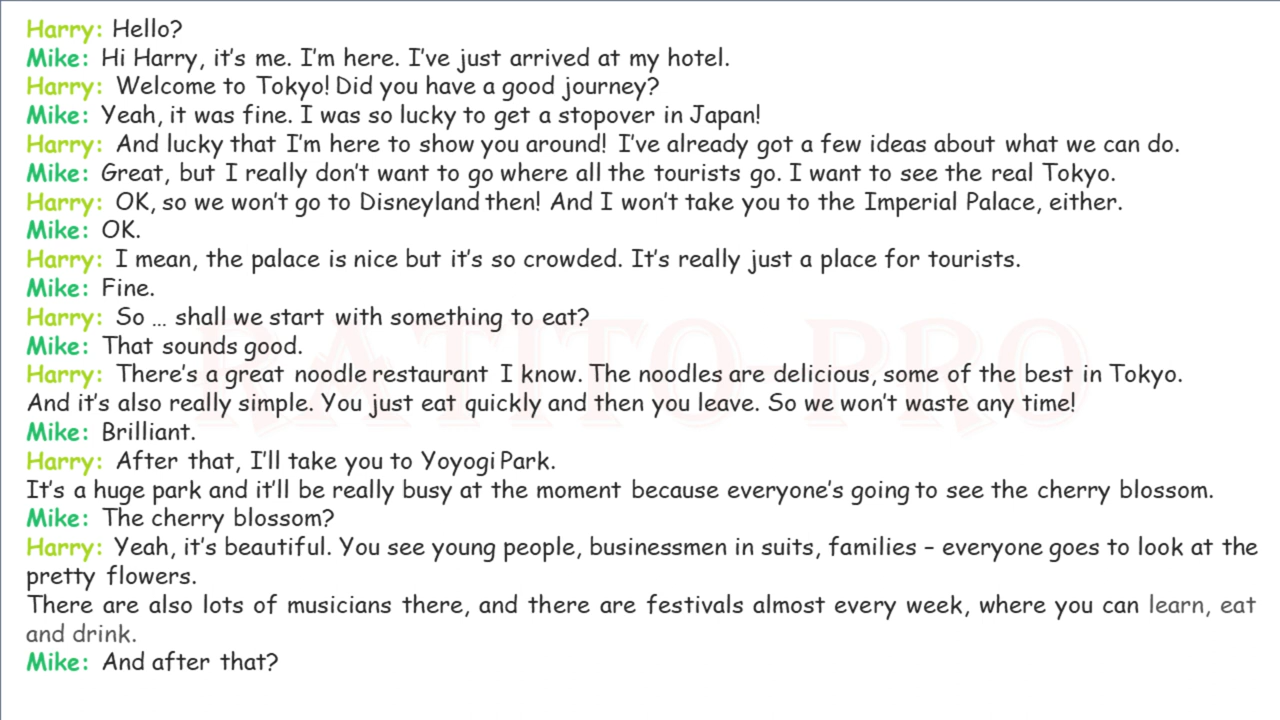 Harry: Hello?
Mike: Hi Harry, it's me. I'm here. I've just arrived at my hotel.
Harry: Welcome to Tokyo! Did you have a good journey?
Mike: Yeah, it was fine. I was so lucky to get a stopover in Japan!
Harry: And lucky that I'm here to show you around! I've already got a few ideas about what we can do.
Mike: Great, but I really don't want to go where all the tourists go. I want to see the real Tokyo.
Harry: OK, so we won't go to Disneyland then! And I won't take you to the Imperial Palace, either.
Mike: OK.
Harry: I mean, the palace is nice but it's so crowded. It's really just a place for tourists.
Mike: Fine.
Harry: So … shall we start with something to eat?
Mike: That sounds good.
Harry: There's a great noodle restaurant I know. The noodles are delicious, some of the best in Tokyo.
And it's also really simple. You just eat quickly and then you leave. So we won't waste any time!
Mike: Brilliant.
Harry: After that, I'll take you to Yoyogi Park.
It's a huge park and it'll be really busy at the moment because everyone's going to see the cherry blossom.
Mike: The cherry blossom?
Harry: Yeah, it's beautiful. You see young people, businessmen in suits, families – everyone goes to look at the
pretty flowers.
There are also lots of musicians there, and there are festivals almost every week, where you can learn, eat
and drink.
Mike: And after that?
RATITO-PRO